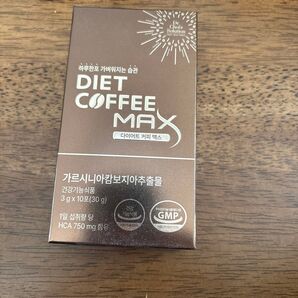 Dr.
Solution
하루한포 가벼워지는 습관
DIET
COFFEE
MAX
다이어트 커피 맥스
가르시니아캄보지아추출물
건강기능식품
3 g X 10포(30 g)
1일 섭취량 당
HCA 750 mg 함유
GMP